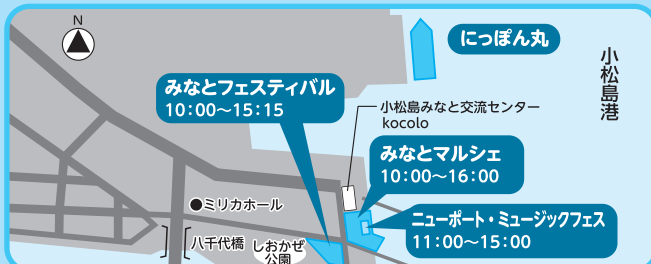 N
にっぽん丸
小松島港
みなとフェスティバル
10:00～15:15
小松島みなと交流センター
kocolo
みなとマルシェ
10:00～16:00
ミリカホール
ニューポート・ミュージックフェス
11:00～15:00
八千代橋
しおかぜ
公園